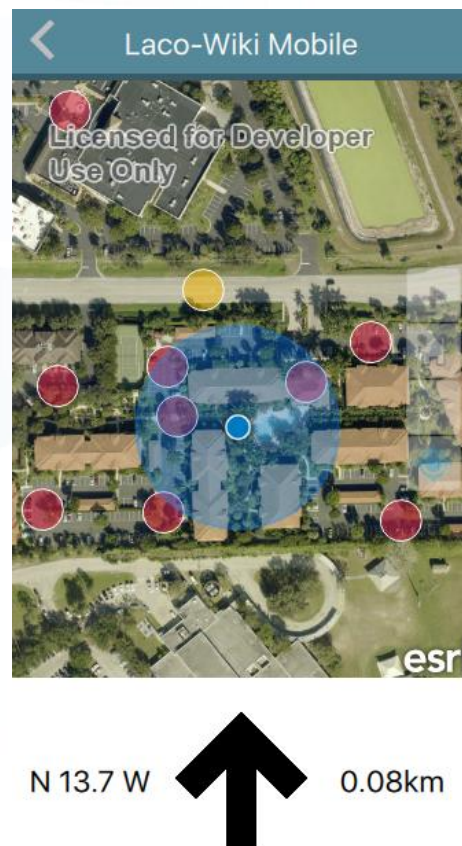 Laco-Wiki Mobile
Licensed for Developer
Use Only
esr
N 13.7 W
0.08km